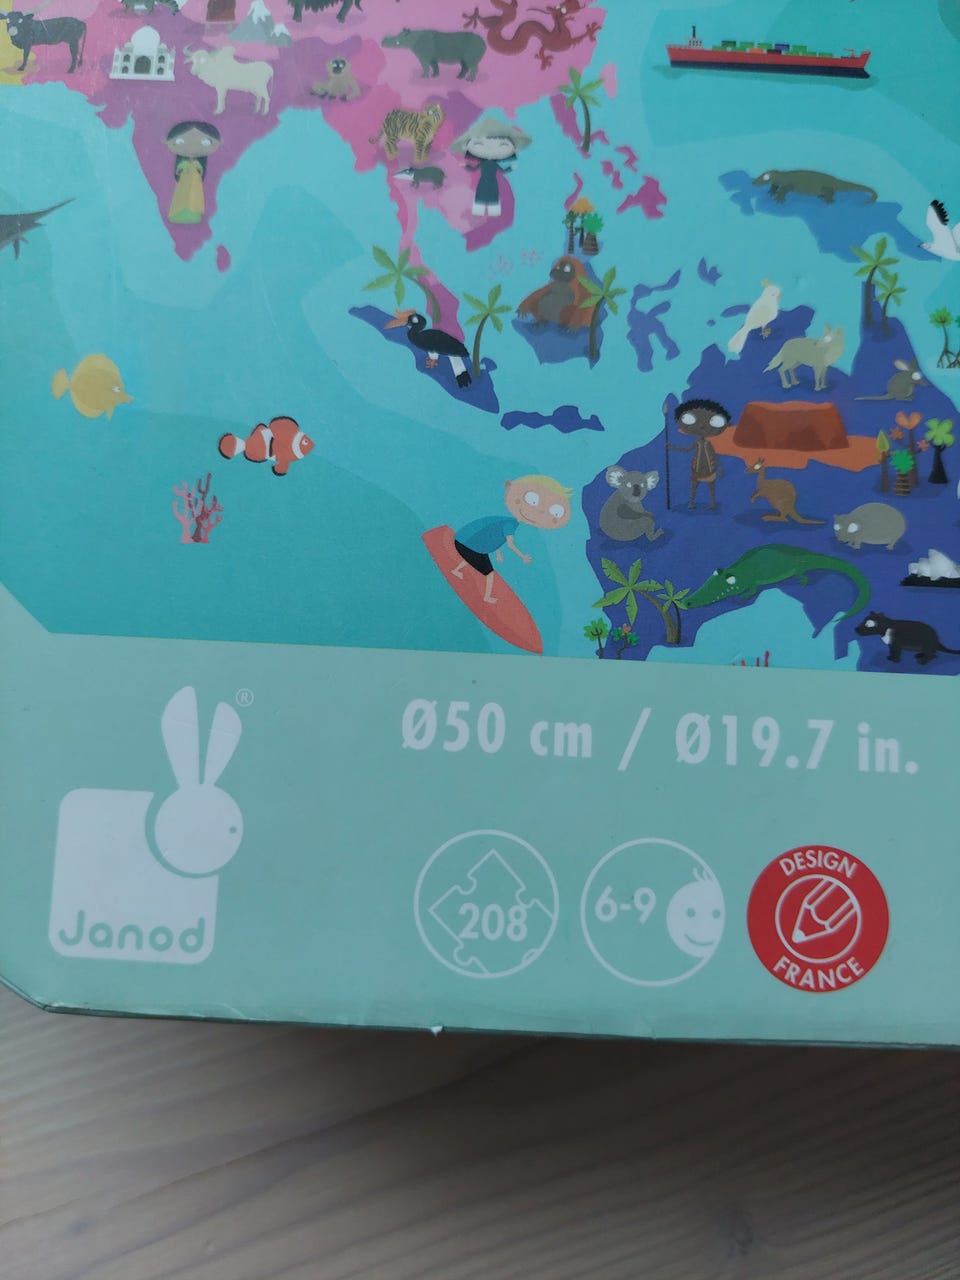 ®
Ø50 cm / Ø19.7 in.
Janod
208
6-9
DESIGN
FRANCE